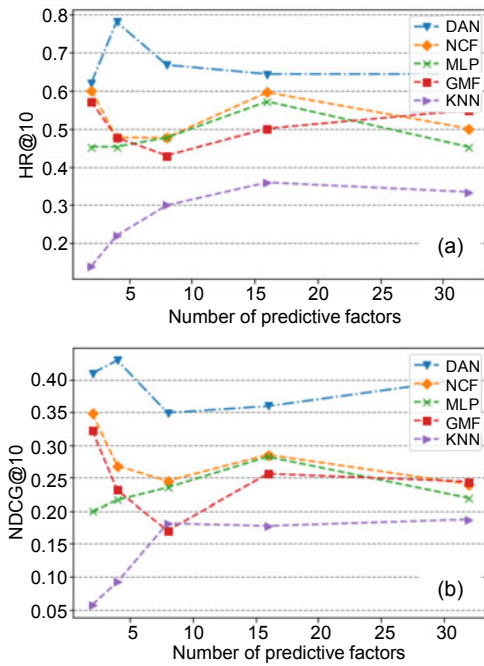 0.8
0.7
0.6
0.5
0.4
0.3
0.2
HR@10
DAN
NCF
MLP
GMF
KNN
(a)
5 10 15 20 25 30
Number of predictive factors
0.40
0.35
0.30
0.25
0.20
0.15
0.10
0.05
NDCG@10
DAN
NCF
MLP
GMF
KNN
(b)
5 10 15 20 25 30
Number of predictive factors